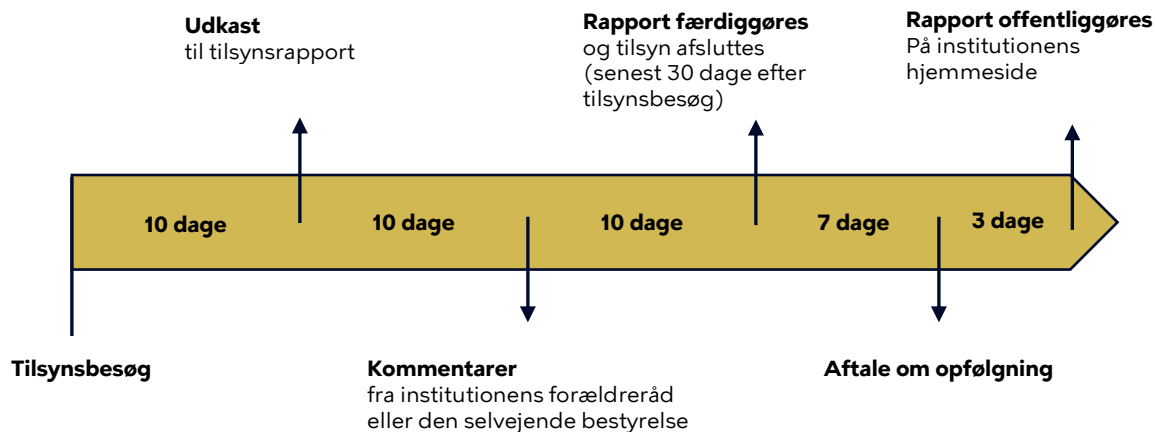 Udkast
til tilsynsrapport
Rapport færdiggøres
og tilsyn afsluttes
(senest 30 dage efter
tilsynsbesøg)
Rapport offentliggøres
På institutionens
hjemmeside
10 dage
10 dage
10 dage
7 dage
3 dage
Tilsynsbesøg
Kommentarer
fra institutionens forældreråd
eller den selvejende bestyrelse
Aftale om opfølgning